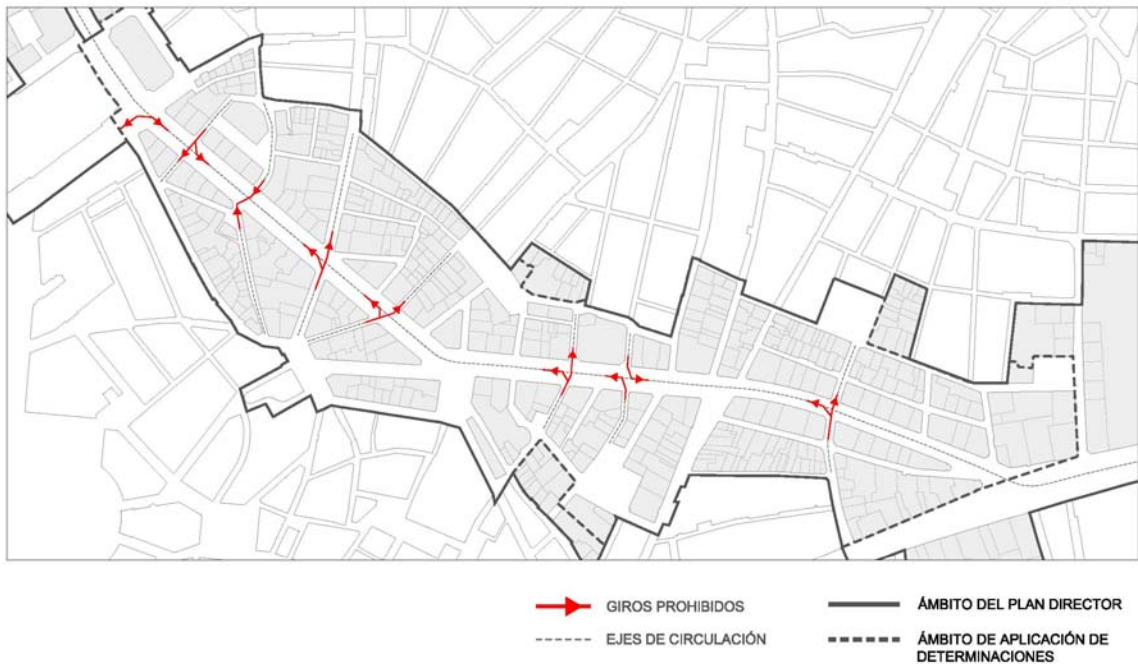 GIROS PROHIBIDOS
EJES DE CIRCULACIÓN
ÁMBITO DEL PLAN DIRECTOR
ÁMBITO DE APLICACIÓN DE
DETERMINACIONES